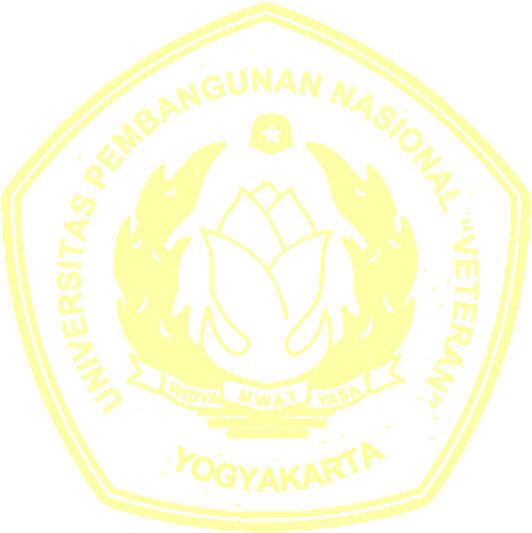 UNIVERSITAS PEMBANGUNAN NASIONAL "VETERAN"
WIDYA MWAT YASA
YOGYAKARTA